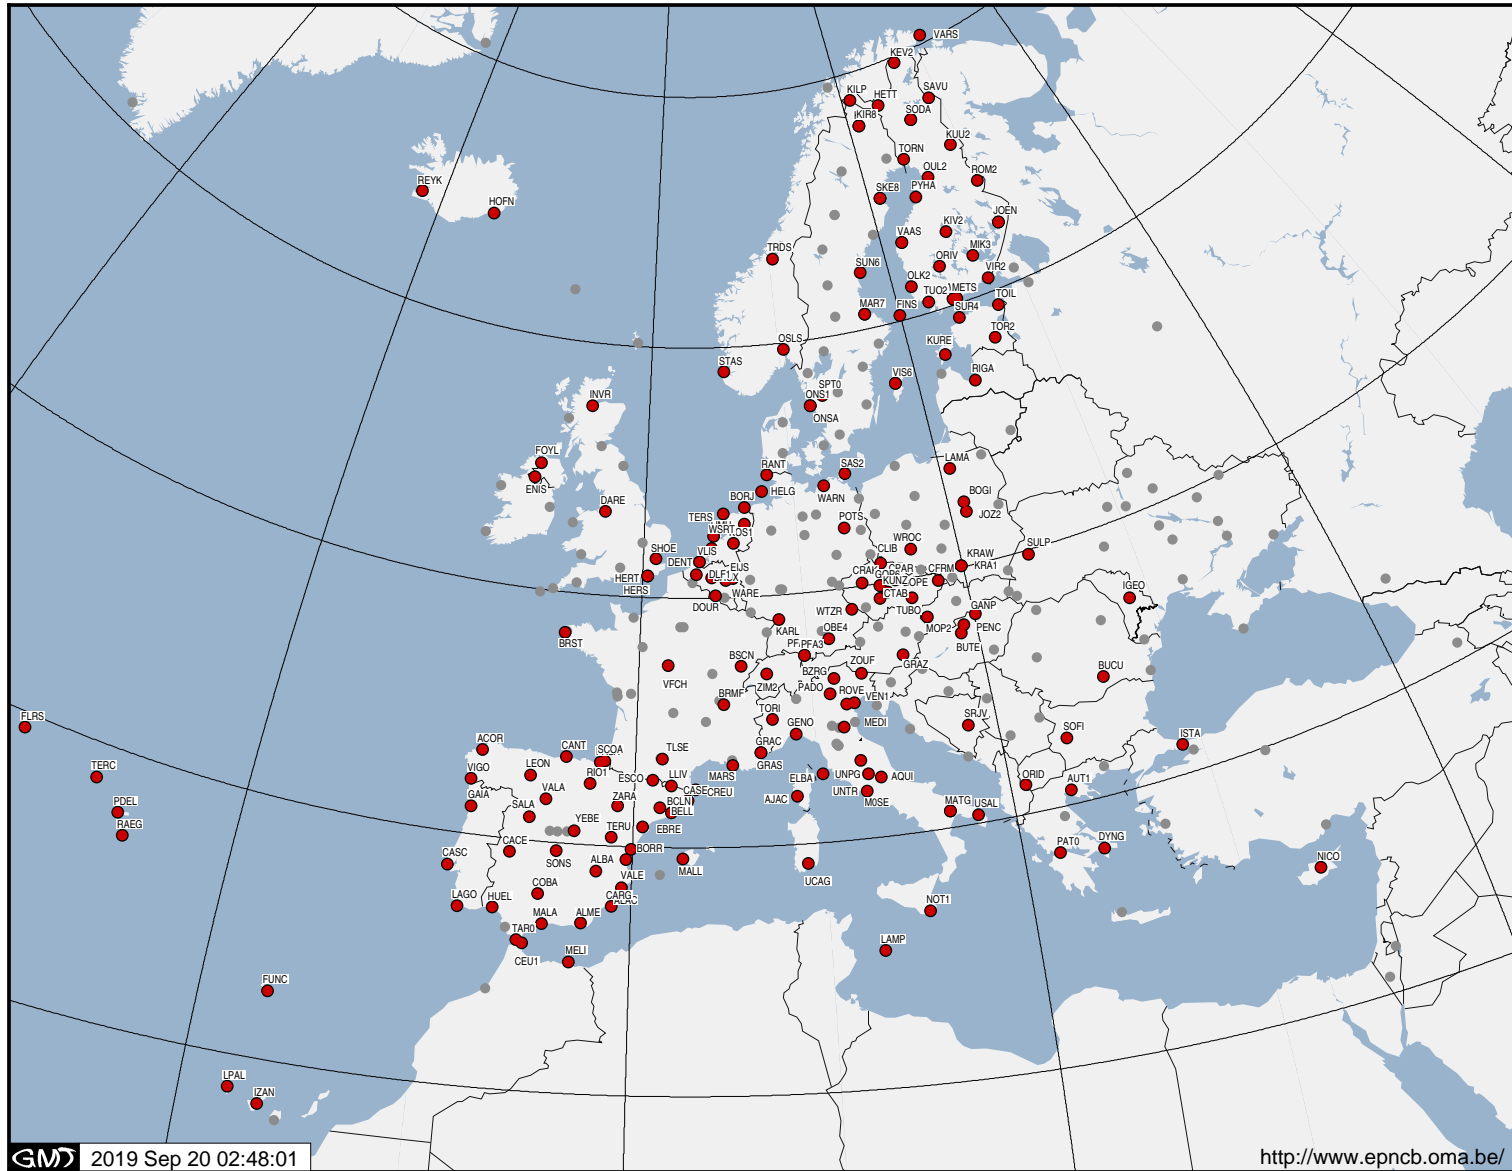 VARS
KEV2
KILP
HETT
SAVU
KIR8
SODA
KUU2
TORN
OUL2
ROM2
REYK
SKE8
PYHA
HOFN
JOEN
KIV2
VAAS
TRDS
MIK3
SUN6
ORIV
VIR2
OLK2
TUO2
METS
TOIL
MAR7
FINS
SUR4
TOR2
OSLS
KURE
STAS
RIGA
SPT0
VIS6
INVR
ONS1
ONSA
FOYL
LAMA
RANT
SAS2
ENIS
HELG
WARN
DARE
BORJ
BOGI
TERS
JOZ2
POTS
WSRT
KOS1
WROC
CLIB
VLIS
SHOE
SULP
DENT
EIJS
KRAW
KRA1
HERT
DLF1
CRAK
CPAR
CFRM
KUNZ
HERS
WARE
CTAB
IGEO
DOUR
WTZR
TUBO
GANP
KARL
OBE4
MOP2
PENC
BRST
BUTE
PFA3
BSCN
ZOUF
GRAZ
BUCU
VFCH
ZIM2
BZRG
PADO
ROVE
VEN1
BRMF
TORI
FLRS
GENO
MEDI
SRJV
SOFI
ACOR
ISTA
CANT
SCOA
TLSE
GRAC
TERC
VIGO
LEON
RIO1
ESCO
LLIV
MARS
GRAS
ELBA
UNPG
AQUI
ORID
AUT1
CASE
CREU
UNTR
M0SE
AJAC
PDEL
GAIA
SALA
VALA
ZARA
BCLN
BELL
MATG
USAL
RAEG
YEBE
TERU
EBRE
PAT0
DYNG
CASC
CACE
SONS
BORR
ALBA
MALL
UCAG
NICO
COBA
VALE
LAGO
HUEL
CARG
NOT1
TAR0
MALA
ALME
CEU1
MELI
LAMP
FUNC
LPAL
IZAN
GMT 2019 Sep 20 02:48:01
http://www.epncb.oma.be/